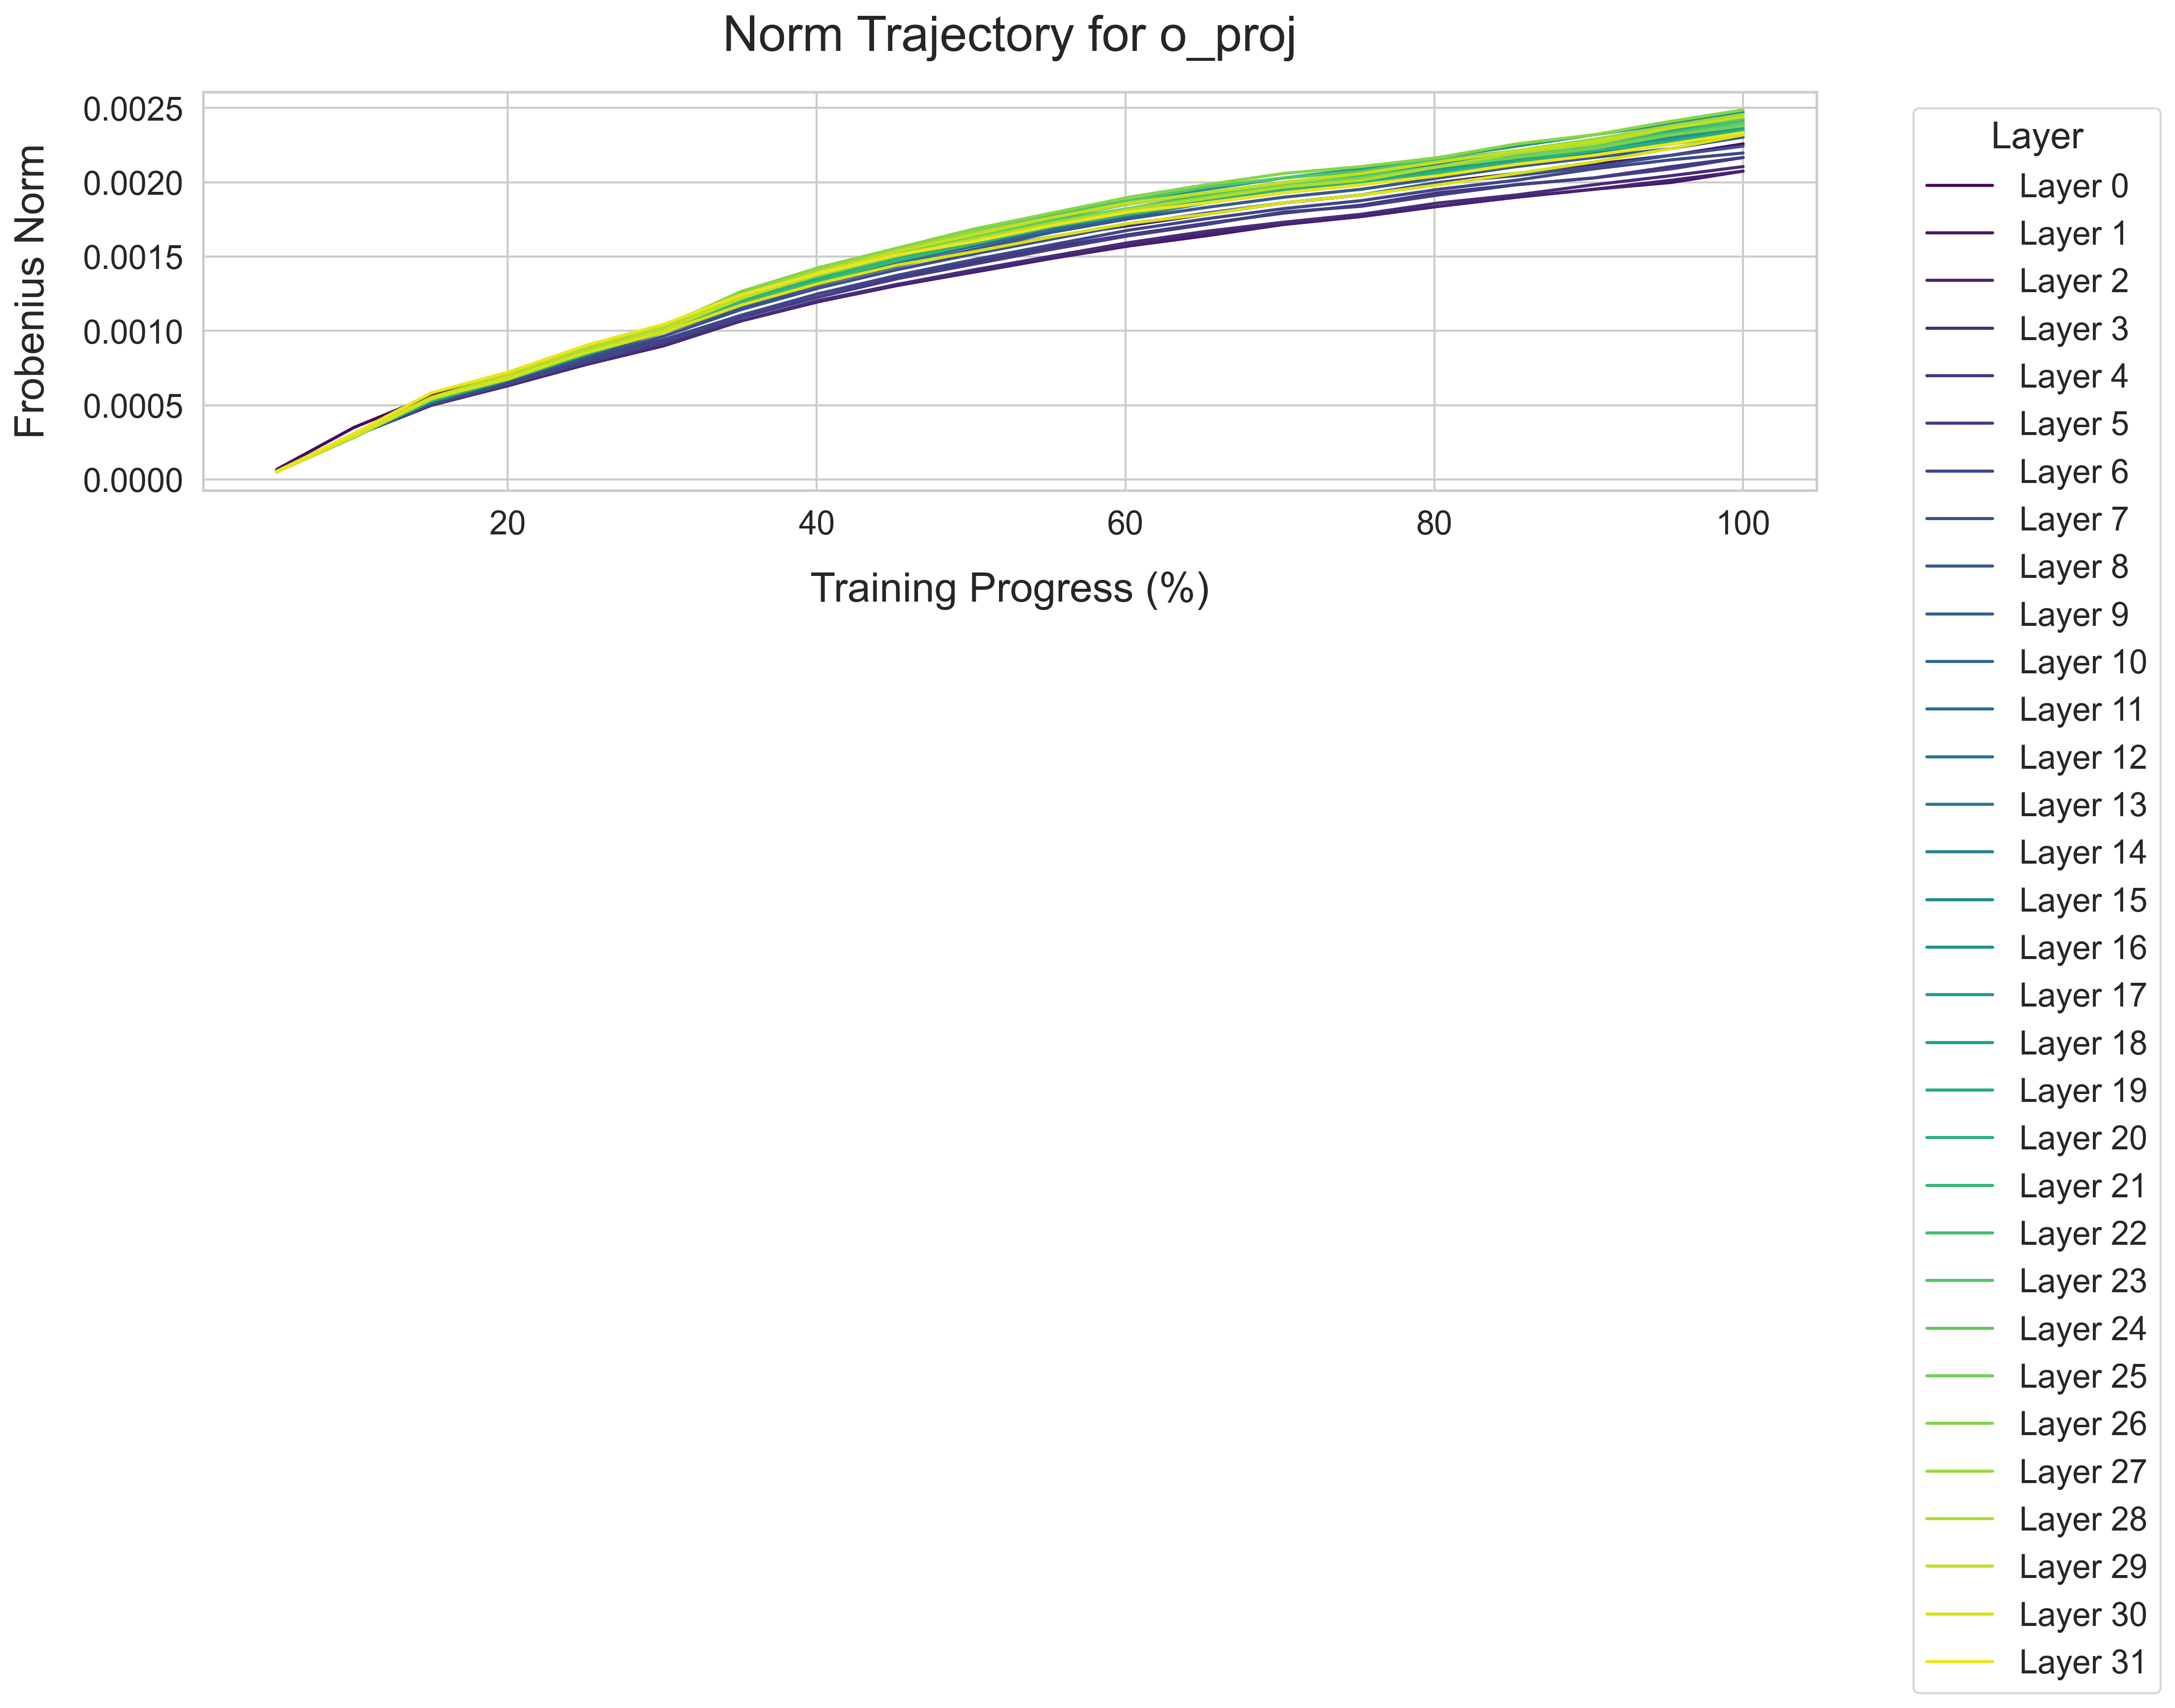 Norm Trajectory for o_proj
Frobenius Norm
0.0025
0.0020
0.0015
0.0010
0.0005
0.0000
20 40 60 80 100
Training Progress (%)
Layer
Layer 0
Layer 1
Layer 2
Layer 3
Layer 4
Layer 5
Layer 6
Layer 7
Layer 8
Layer 9
Layer 10
Layer 11
Layer 12
Layer 13
Layer 14
Layer 15
Layer 16
Layer 17
Layer 18
Layer 19
Layer 20
Layer 21
Layer 22
Layer 23
Layer 24
Layer 25
Layer 26
Layer 27
Layer 28
Layer 29
Layer 30
Layer 31